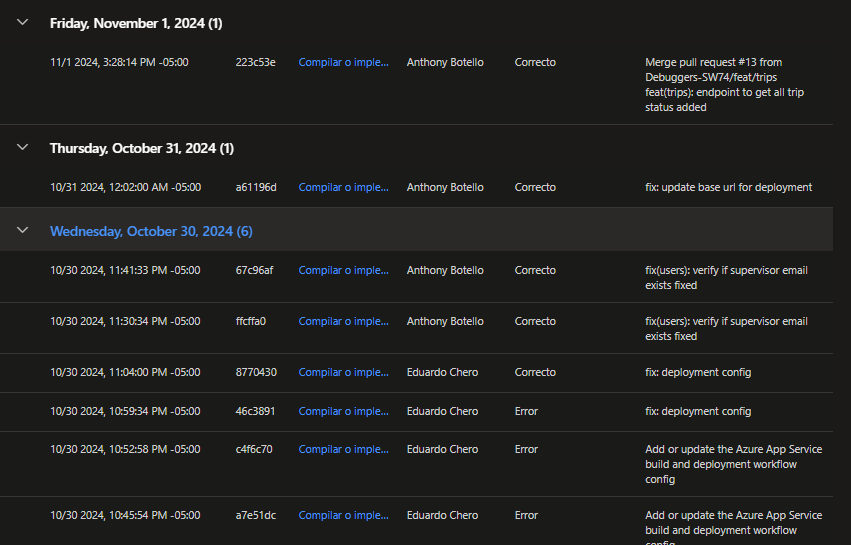 Friday, November 1, 2024 (1)
11/1 2024, 3:28:14 PM -05:00 223c53e Compilar o imple... Anthony Botello Correcto Merge pull request #13 from
Debuggers-SW74/feat/trips
feat(trips): endpoint to get all trip
status added
Thursday, October 31, 2024 (1)
10/31 2024, 12:02:00 AM -05:00 a61196d Compilar o imple... Anthony Botello Correcto fix: update base url for deployment
Wednesday, October 30, 2024 (6)
10/30 2024, 11:41:33 PM -05:00 67c96af Compilar o imple... Anthony Botello Correcto fix(users): verify if supervisor email
exists fixed
10/30 2024, 11:30:34 PM -05:00 ffcffa0 Compilar o imple... Anthony Botello Correcto fix(users): verify if supervisor email
exists fixed
10/30 2024, 11:04:00 PM -05:00 8770430 Compilar o imple... Eduardo Chero Correcto fix: deployment config
10/30 2024, 10:59:34 PM -05:00 46c3891 Compilar o imple... Eduardo Chero Error fix: deployment config
10/30 2024, 10:52:58 PM -05:00 c4f6c70 Compilar o imple... Eduardo Chero Error Add or update the Azure App Service
build and deployment workflow
config
10/30 2024, 10:45:54 PM -05:00 a7e51dc Compilar o imple... Eduardo Chero Error Add or update the Azure App Service
build and deployment workflow
config